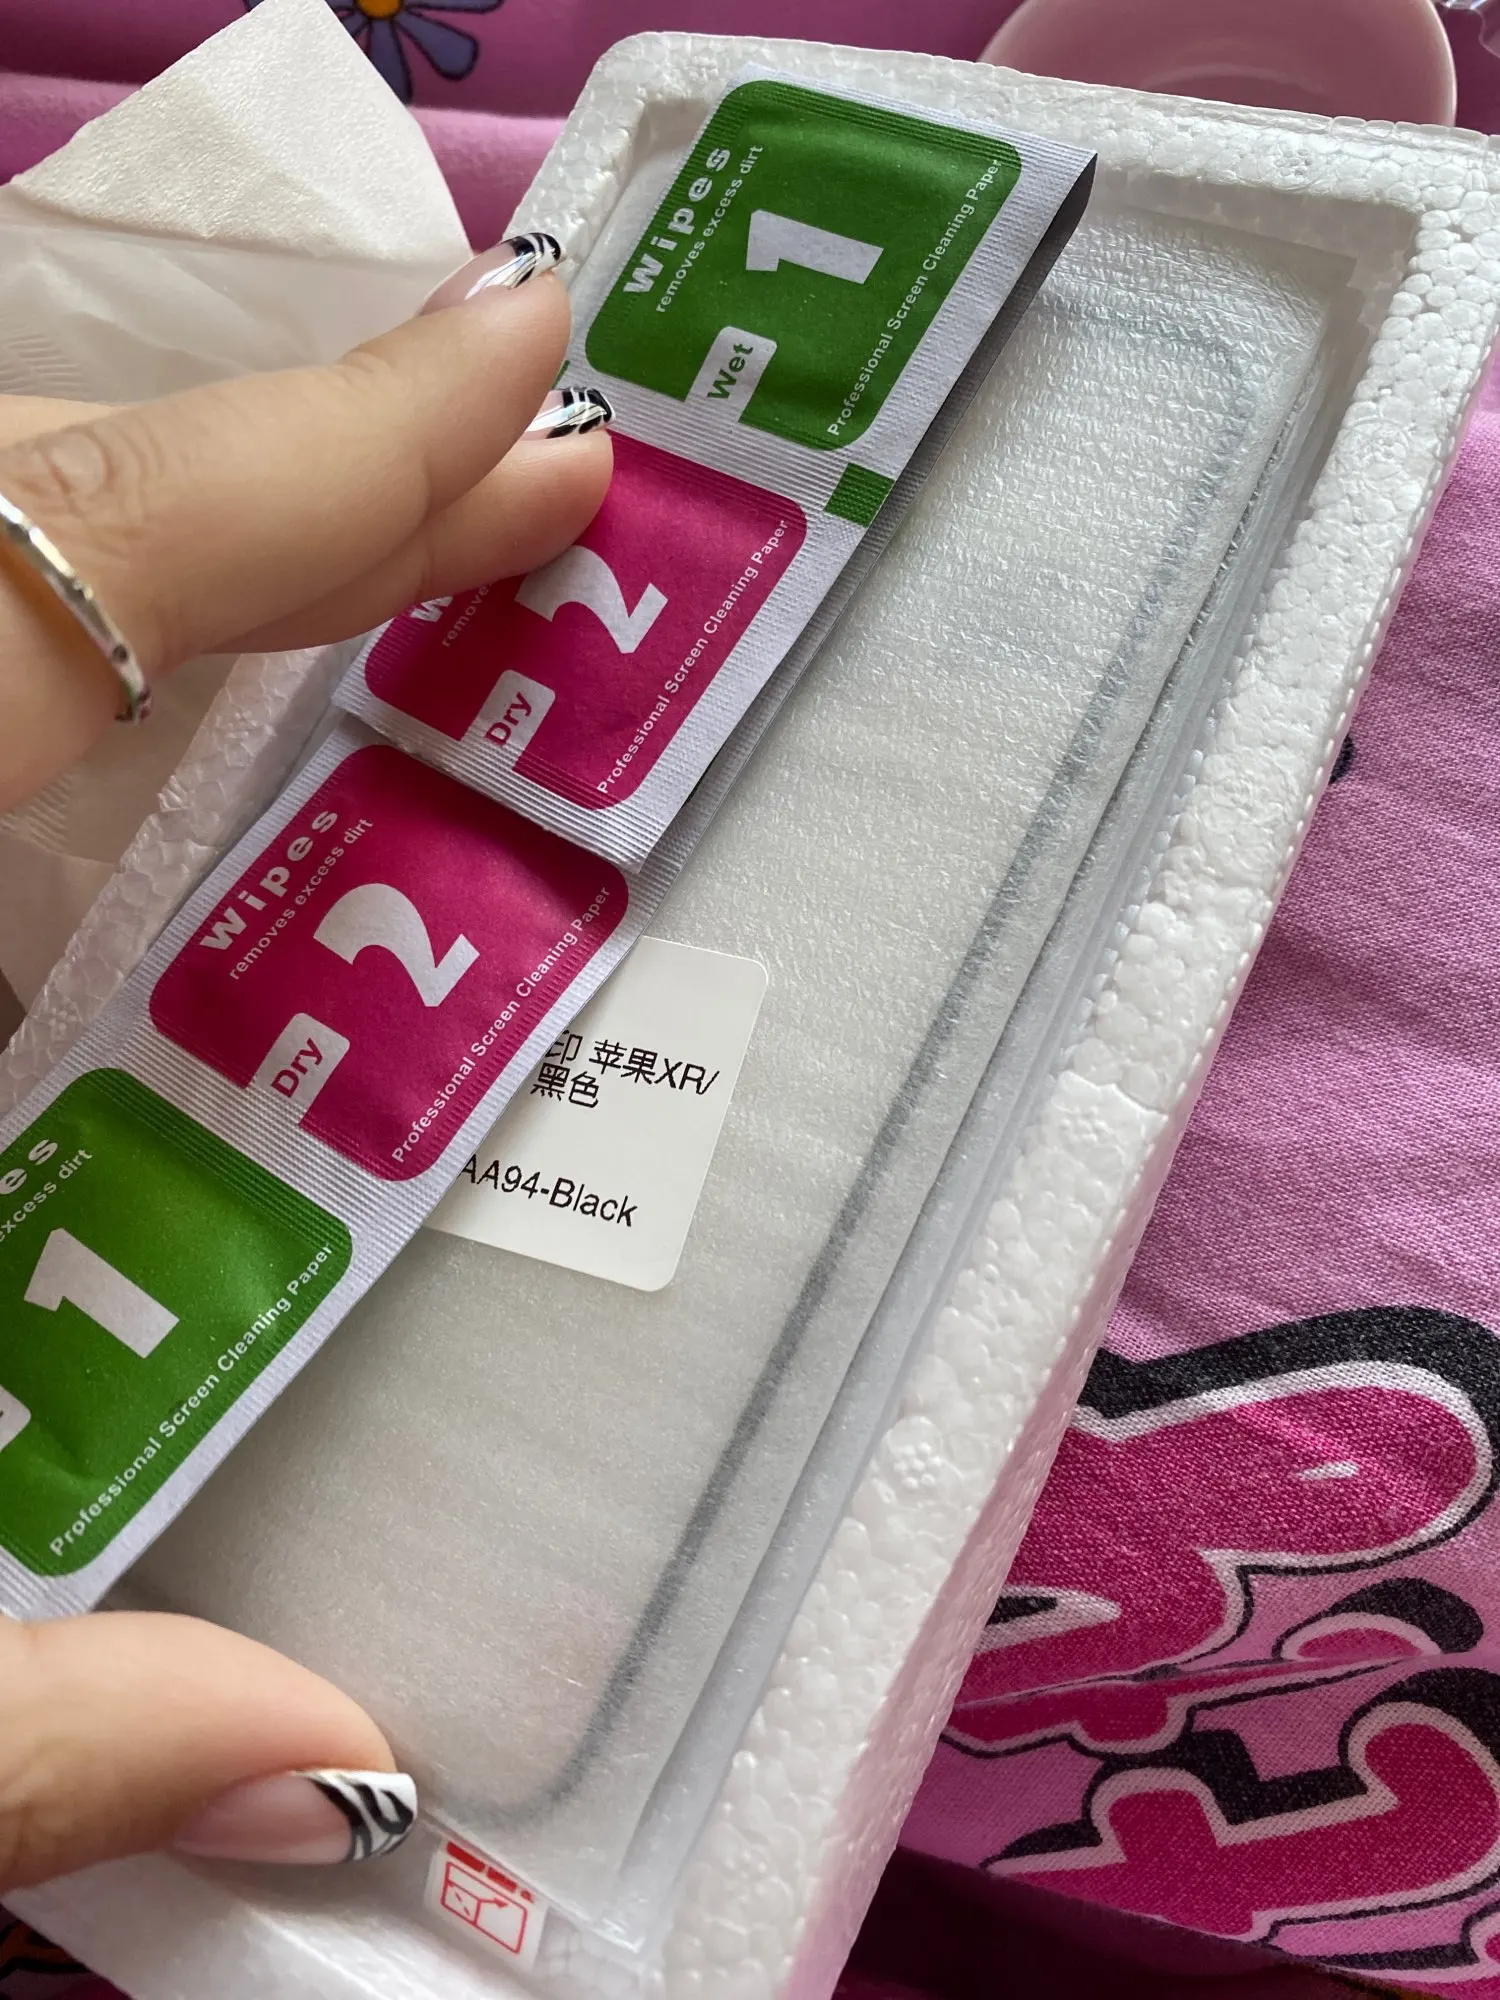 wipes
removes excess dirt
1
Wet
Professional Screen Cleaning Paper
removes
2
Dry
Professional Screen Cleaning Paper
wipes
removes excess dirt
2
Dry
Professional Screen Cleaning Paper
excess dirt
1
Professional Screen Cleaning Paper
印 苹果XR/
黑色
AA94-Black